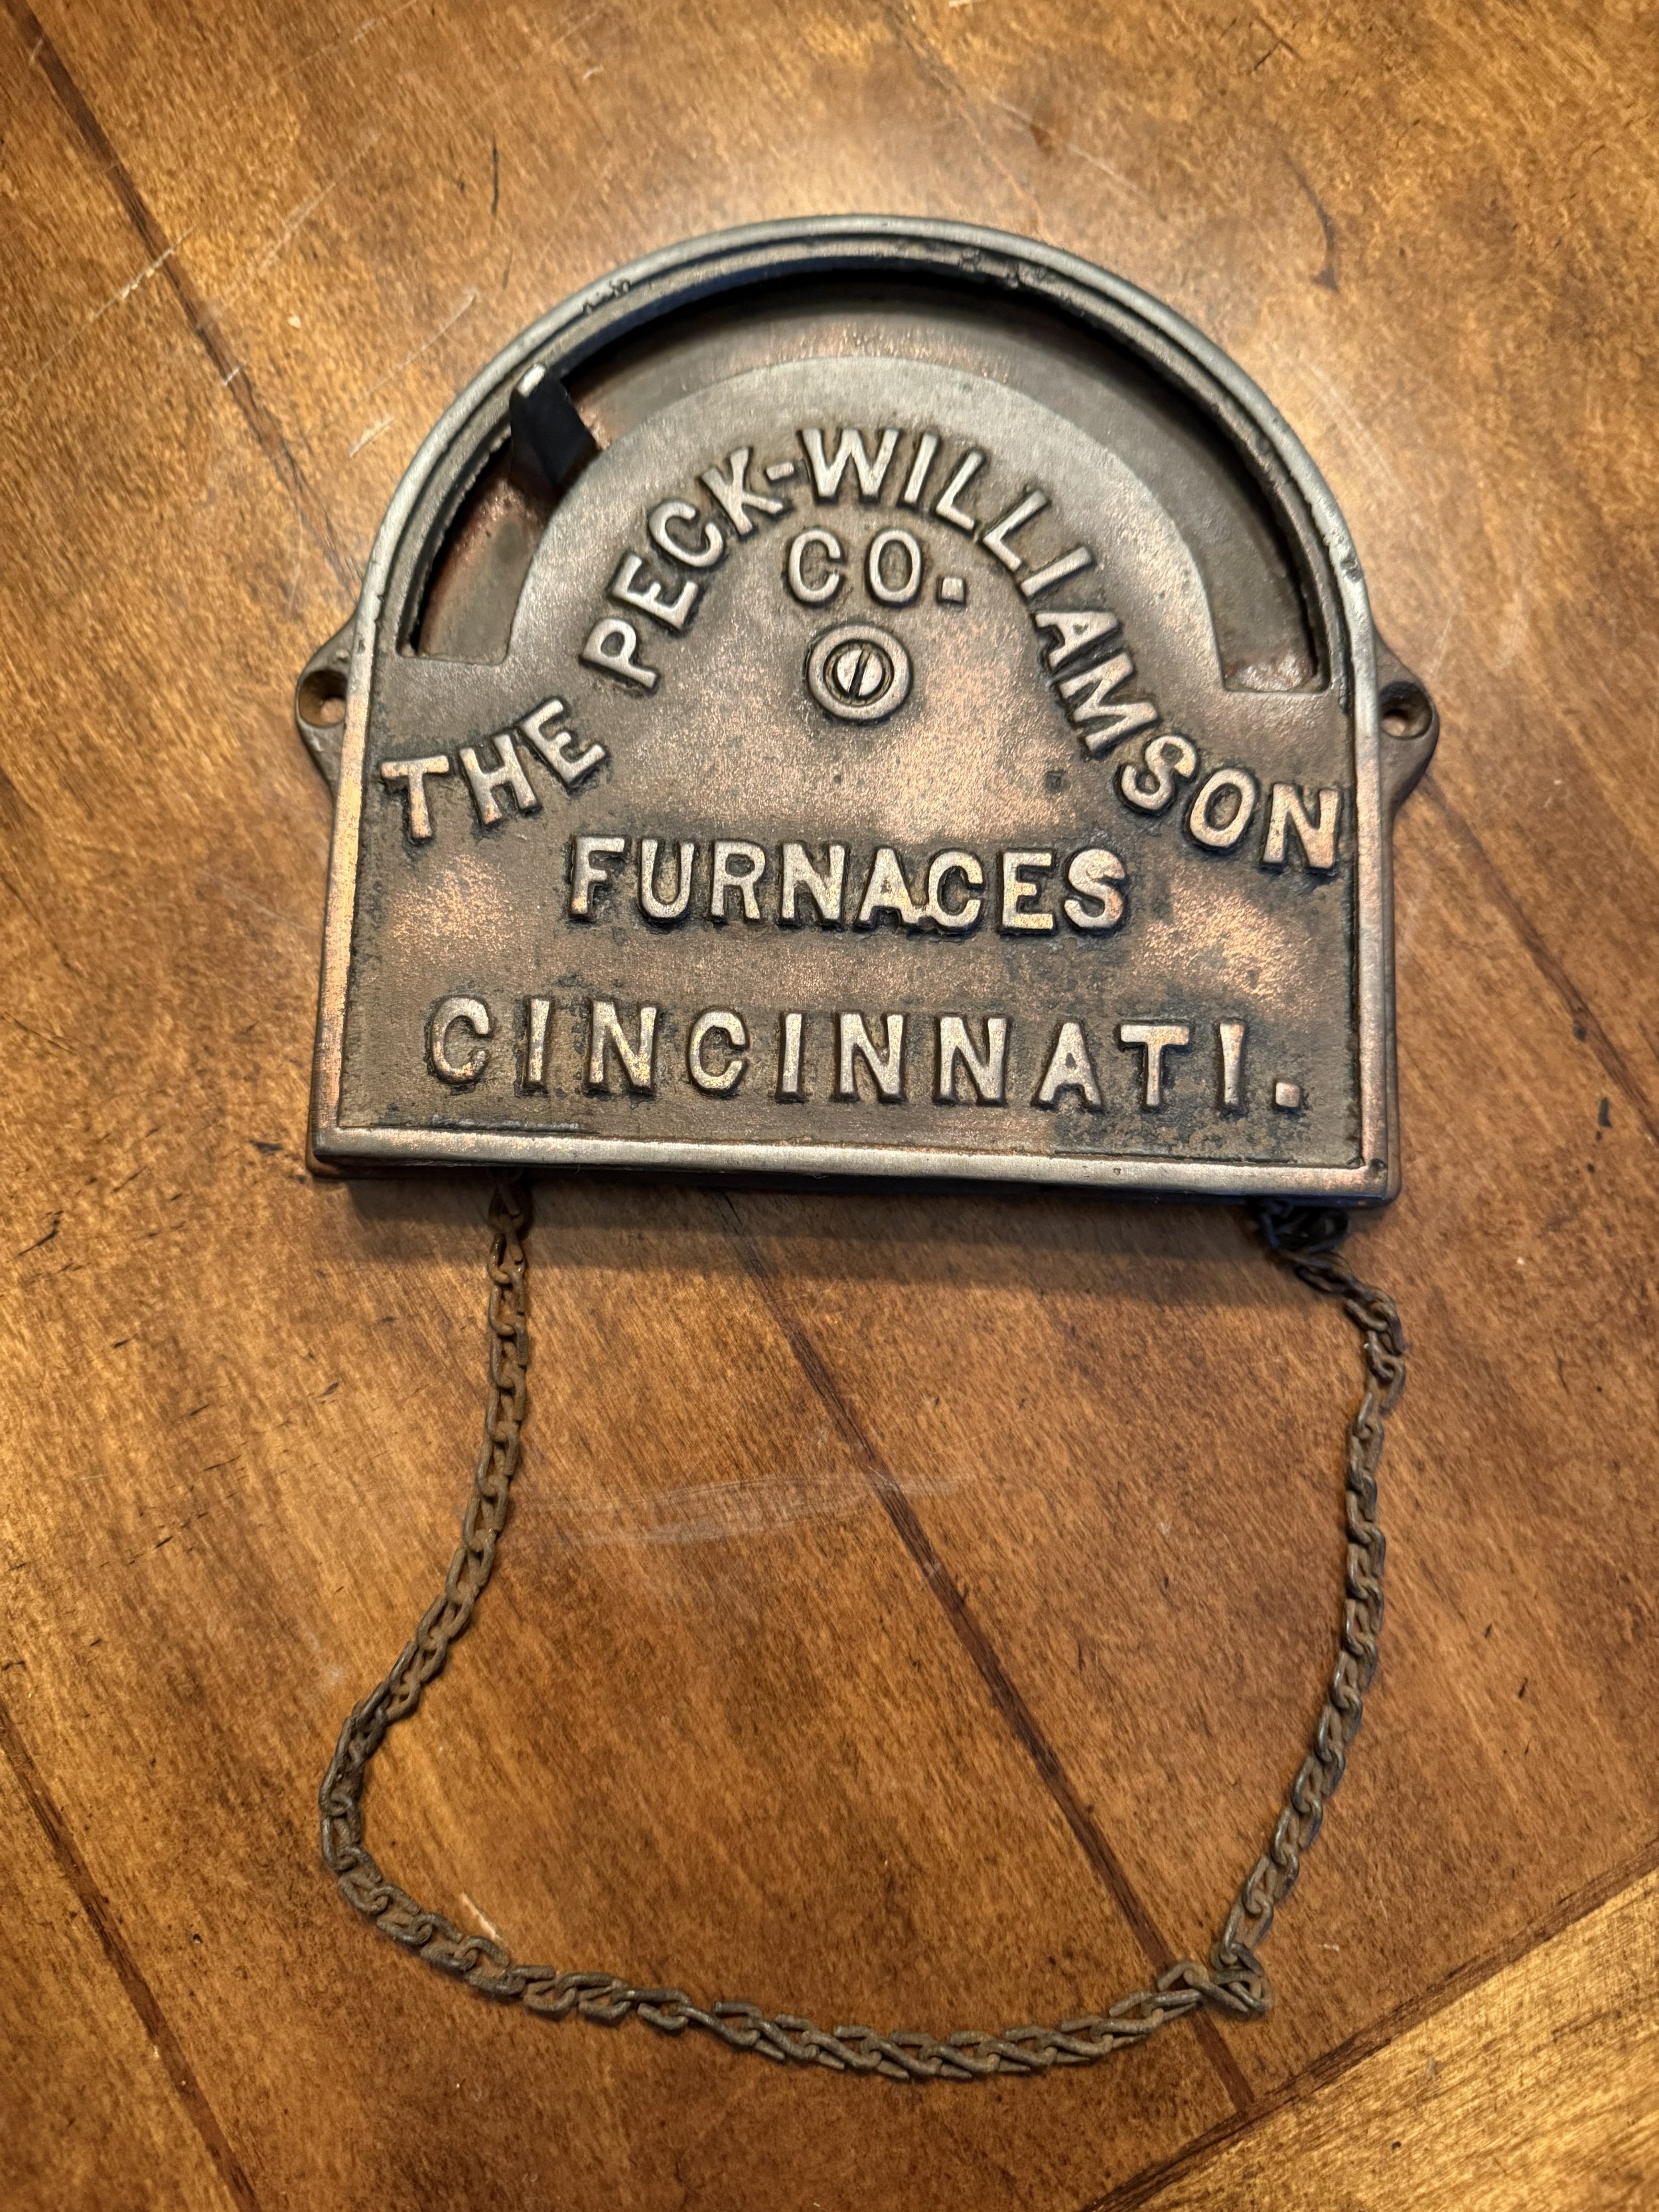 THE PECK-WILLIAMSON
CO.
FURNACES
CINCINNATI.